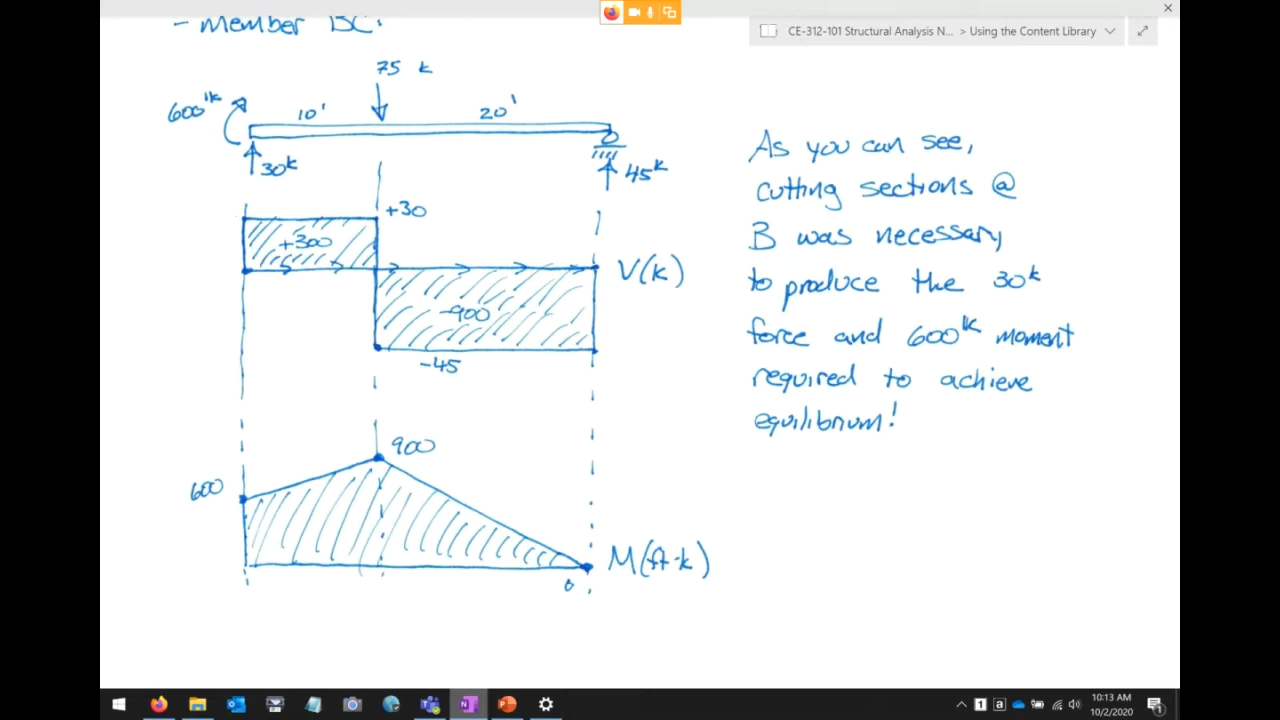 - Member BC:
CE-312-101 Structural Analysis N... > Using the Content Library
75 k
600 'k
10'
20'
30k
45k
+30
+300
V(k)
-900
-45
900
600
M(ft-k)
0
As you can see,
cutting sections @
B was necessary
to produce the 30k
force and 600'k moment
required to achieve
equilibrium!
10:13 AM
10/2/2020